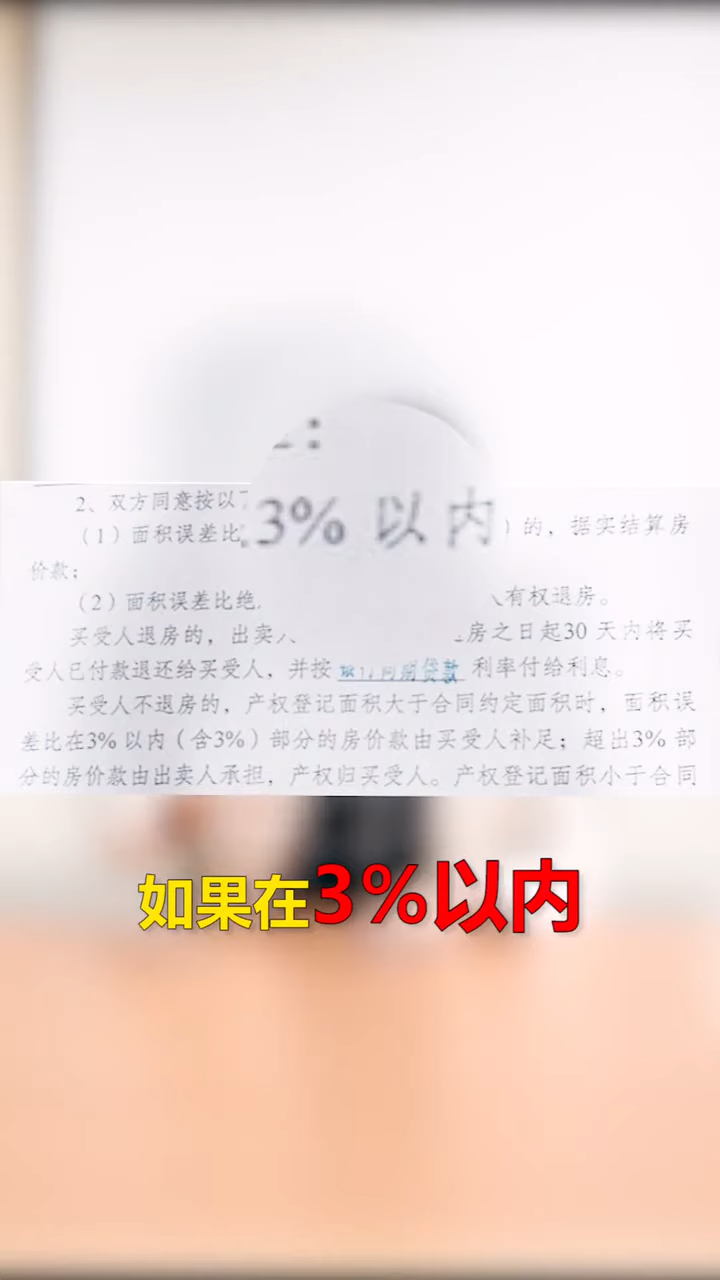 :
2、双方同意按以
（1）面积误差比 3% 以内 ）的，据实结算房
价款；
（2）面积误差比绝 人有权退房。
买受人退房的，出卖人 房之日起30 天内将买
受人已付款退还给买受人，并按 利率付给利息。
买受人不退房的，产权登记面积大于合同约定面积时，面积误
差比在3% 以内（含3%）部分的房价款由买受人补足；超出3% 部
分的房价款由出卖人承担，产权归买受人。产权登记面积小于合同
如果在3%以内